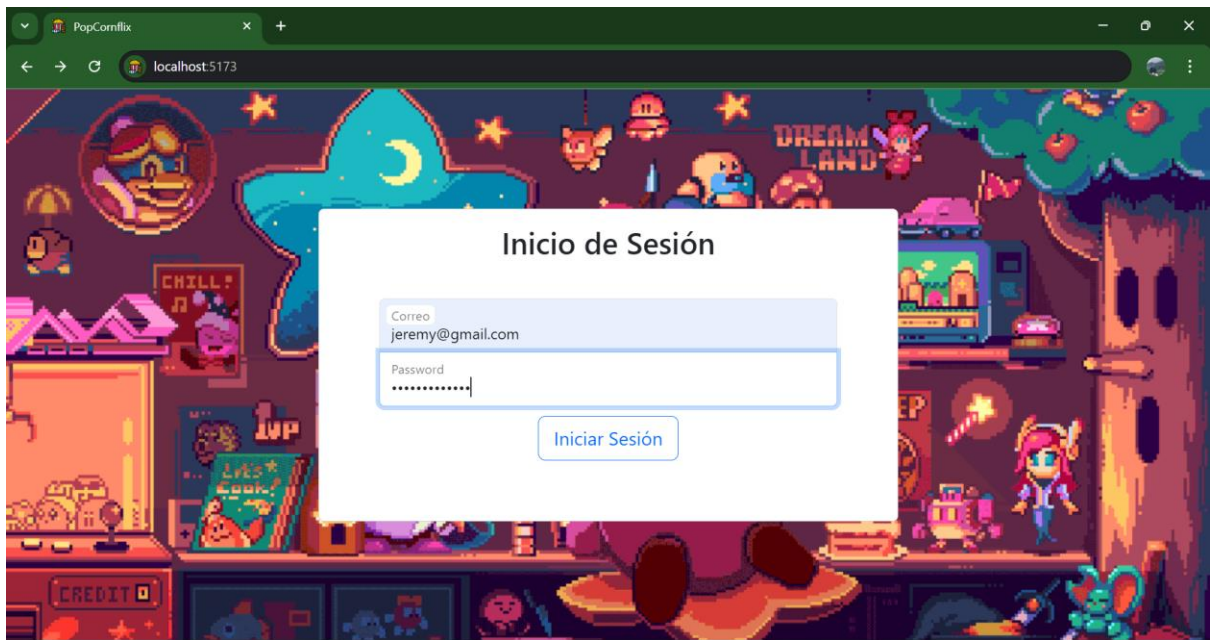 PopCornflix
localhost:5173
DREAM
LAND
Inicio de Sesión
CHILL!
Correo
jeremy@gmail.com
Password
•••••••••••••
1UP
Let's
Cook!
Iniciar Sesión
CREDIT 0